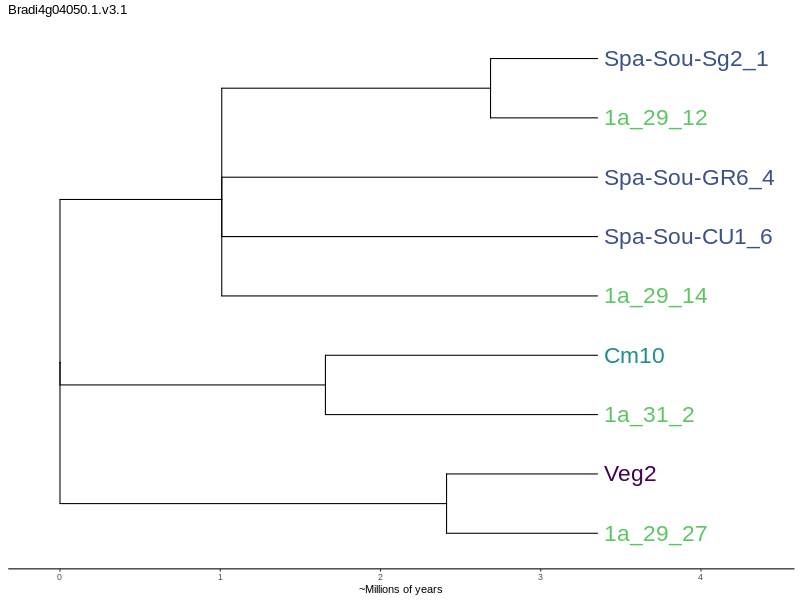 Bradi4g04050.1.v3.1
Spa-Sou-Sg2_1
1a_29_12
Spa-Sou-GR6_4
Spa-Sou-CU1_6
1a_29_14
Cm10
1a_31_2
Veg2
1a_29_27
0 1 2 3 4
~Millions of years